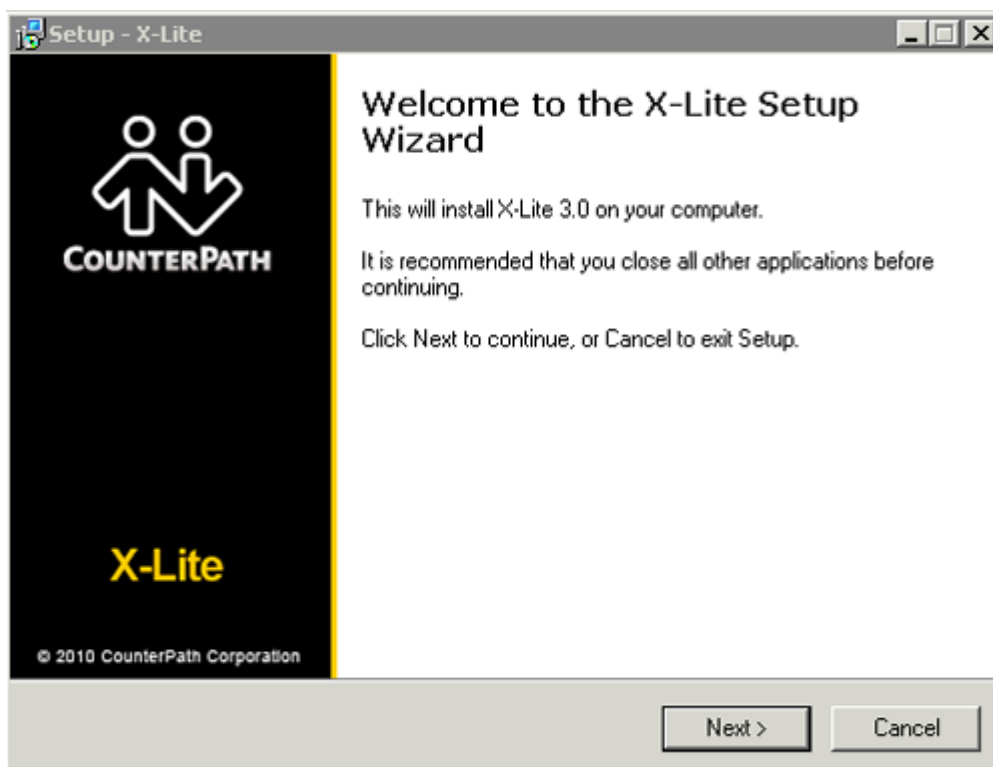 Setup - X-Lite
COUNTERPATH
X-Lite
© 2010 CounterPath Corporation
Welcome to the X-Lite Setup
Wizard
This will install X-Lite 3.0 on your computer.
It is recommended that you close all other applications before
continuing.
Click Next to continue, or Cancel to exit Setup.
Next >
Cancel